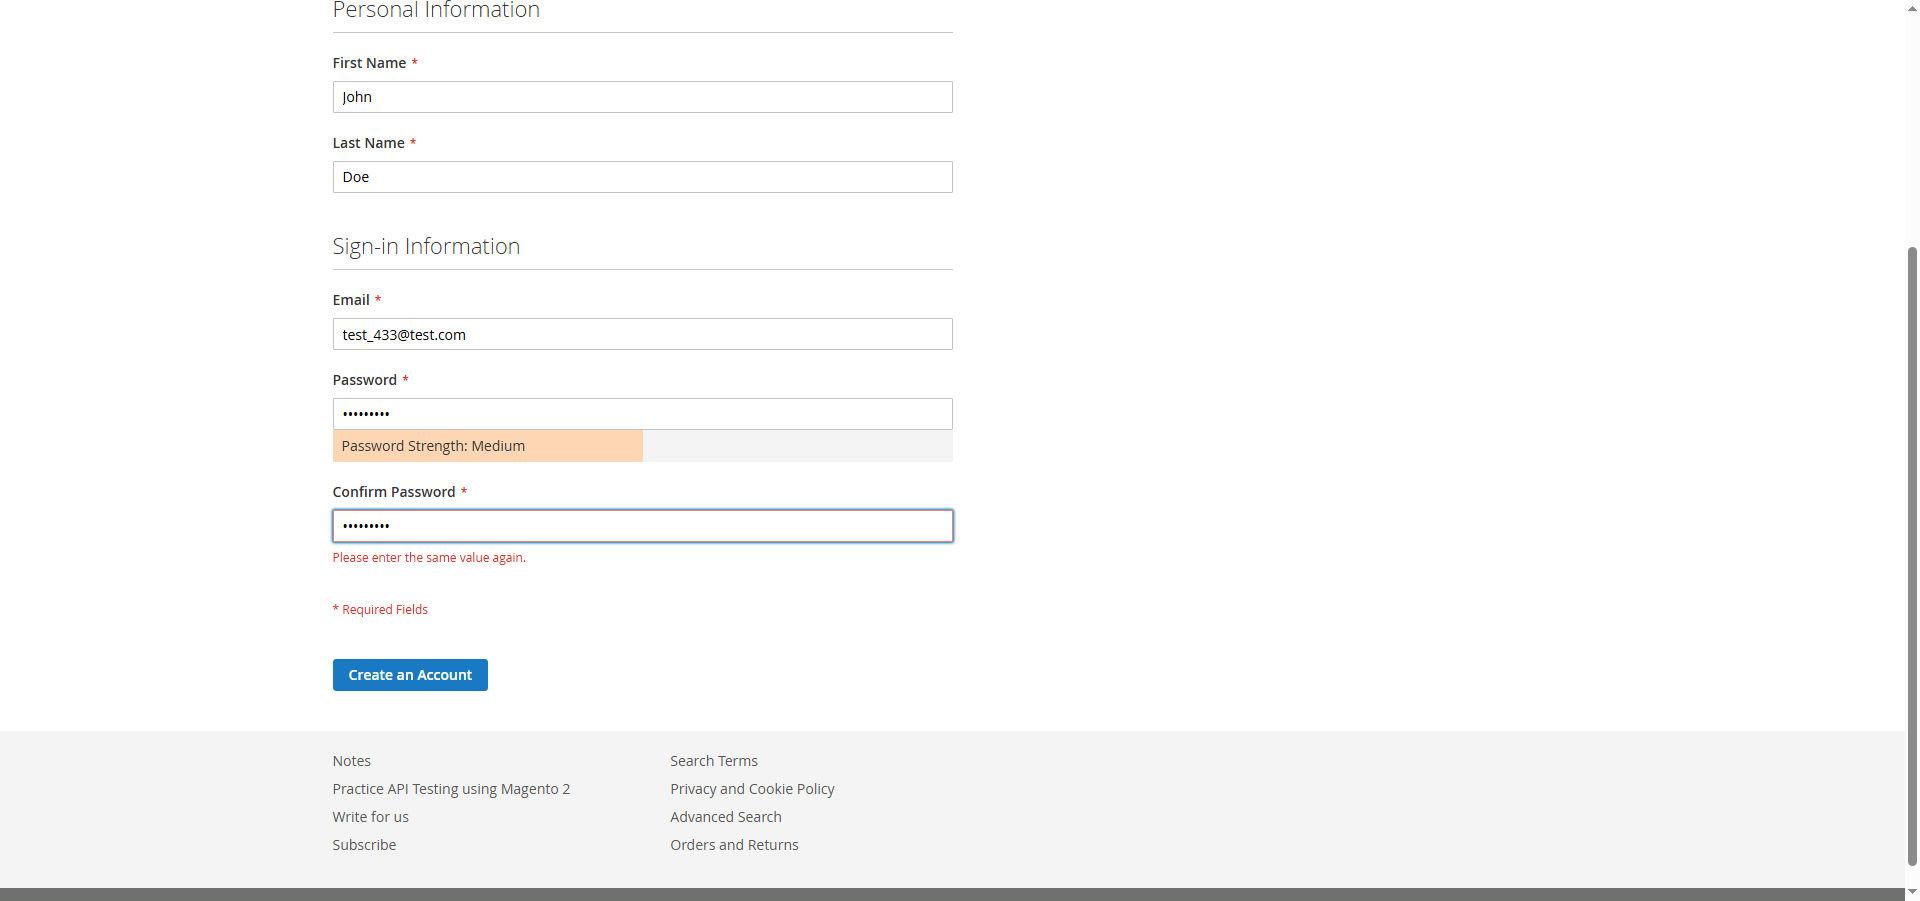 Personal Information
First Name *
John
Last Name *
Doe
Sign-in Information
Email *
test_433@test.com
Password *
•••••••••
Password Strength: Medium
Confirm Password *
•••••••••
Please enter the same value again.
* Required Fields
Create an Account
Notes
Search Terms
Practice API Testing using Magento 2
Privacy and Cookie Policy
Write for us
Advanced Search
Subscribe
Orders and Returns